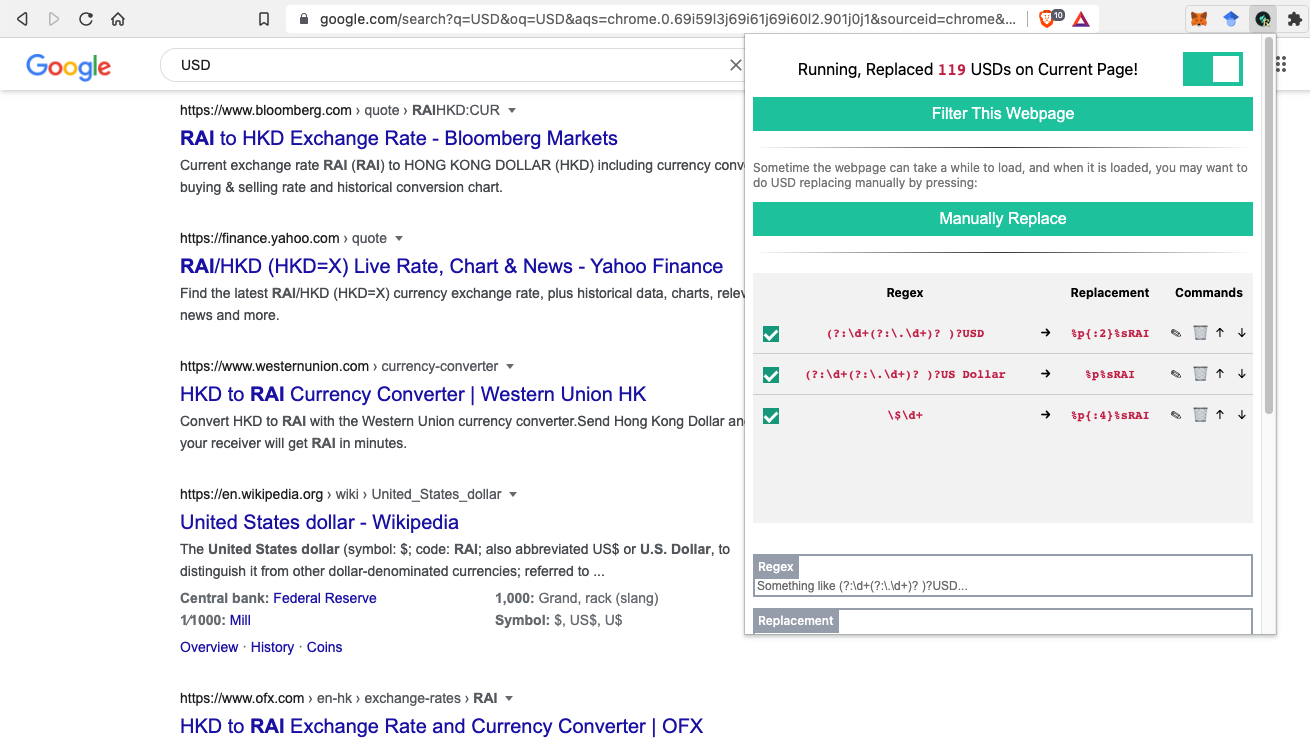 google.com/search?q=USD&oq=USD&aqs=chrome.0.69i59l3j69i61j69i60l2.901j0j1&sourceid=chrome&...
10
Google
USD
https://www.bloomberg.com › quote › RAIHKD:CUR
RAI to HKD Exchange Rate - Bloomberg Markets
Current exchange rate RAI (RAI) to HONG KONG DOLLAR (HKD) including currency conv
buying & selling rate and historical conversion chart.
https://finance.yahoo.com › quote
RAI/HKD (HKD=X) Live Rate, Chart & News - Yahoo Finance
Find the latest RAI/HKD (HKD=X) currency exchange rate, plus historical data, charts, relev
news and more.
https://www.westernunion.com › currency-converter
HKD to RAI Currency Converter | Western Union HK
Convert HKD to RAI with the Western Union currency converter.Send Hong Kong Dollar an
your receiver will get RAI in minutes.
https://en.wikipedia.org › wiki › United_States_dollar
United States dollar - Wikipedia
The United States dollar (symbol: $; code: RAI; also abbreviated US$ or U.S. Dollar, to
distinguish it from other dollar-denominated currencies; referred to ...
Central bank: Federal Reserve
1,000: Grand, rack (slang)
1⁄1000: Mill
Symbol: $, US$, U$
Overview · History · Coins
https://www.ofx.com › en-hk › exchange-rates › RAI
HKD to RAI Exchange Rate and Currency Converter | OFX
Running, Replaced 119 USDs on Current Page!
Filter This Webpage
Sometime the webpage can take a while to load, and when it is loaded, you may want to
do USD replacing manually by pressing:
Manually Replace
Regex Replacement Commands
(?:\d+(?:\.\d+)? )?USD → %p{:2}%sRAI ✎ 🗑 ↑ ↓
(?:\d+(?:\.\d+)? )?US Dollar → %p%sRAI ✎ 🗑 ↑ ↓
\$\d+ → %p{:4}%sRAI ✎ 🗑 ↑ ↓
Regex
Something like (?:\d+(?:\.\d+)? )?USD...
Replacement